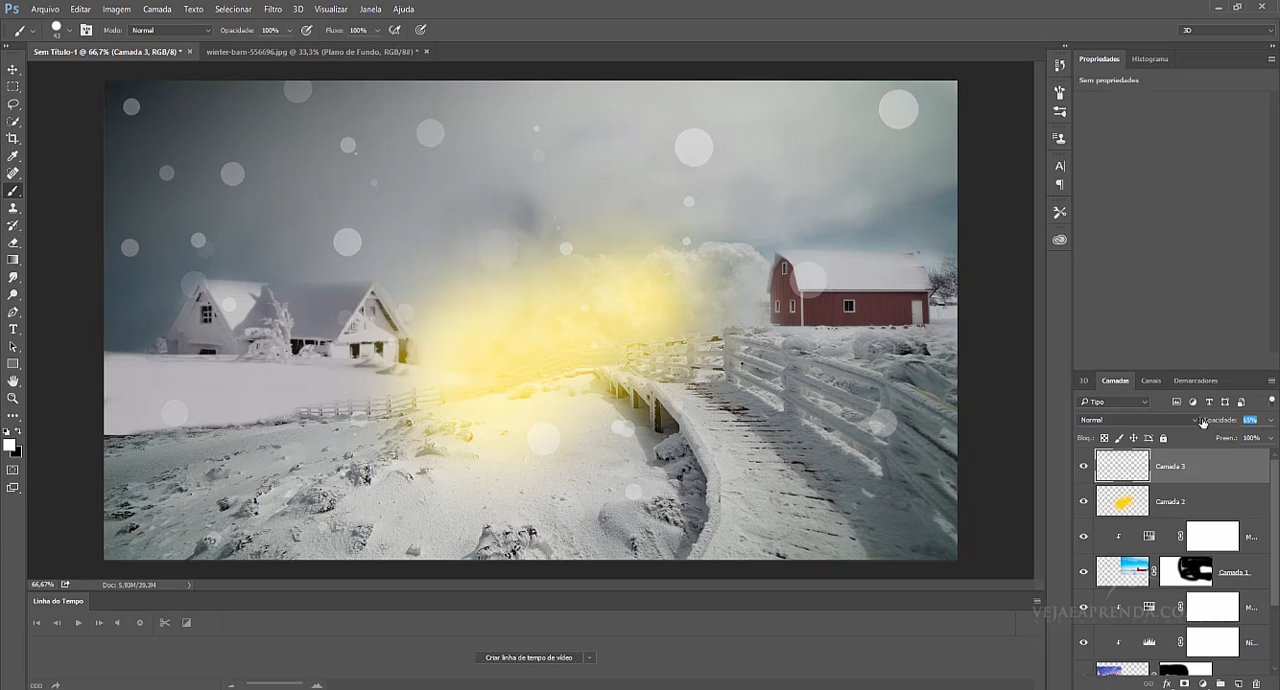 Ps Arquivo Editar Imagem Camada Texto Selecionar Filtro 3D Visualizar Janela Ajuda
Modo: Normal Opacidade: 100% Fluxo: 100% 3D
Sem Título-1 @ 66,7% (Camada 3, RGB/8) * × winter-barn-556696.jpg @ 33,3% (Plano de Fundo, RGB/8#) * ×
Propriedades Histograma
Sem propriedades
3D Camadas Canais Demarcadores
Tipo
Normal Opacidade: 65%
Bloq.: Preen.: 100%
Camada 3
Camada 2
M...
Camada 1
M...
VEJAEAPRENDA.CO
Ní...
66,67% Doc: 5,93M/39,3M
Linha do Tempo
Criar linha de tempo de vídeo